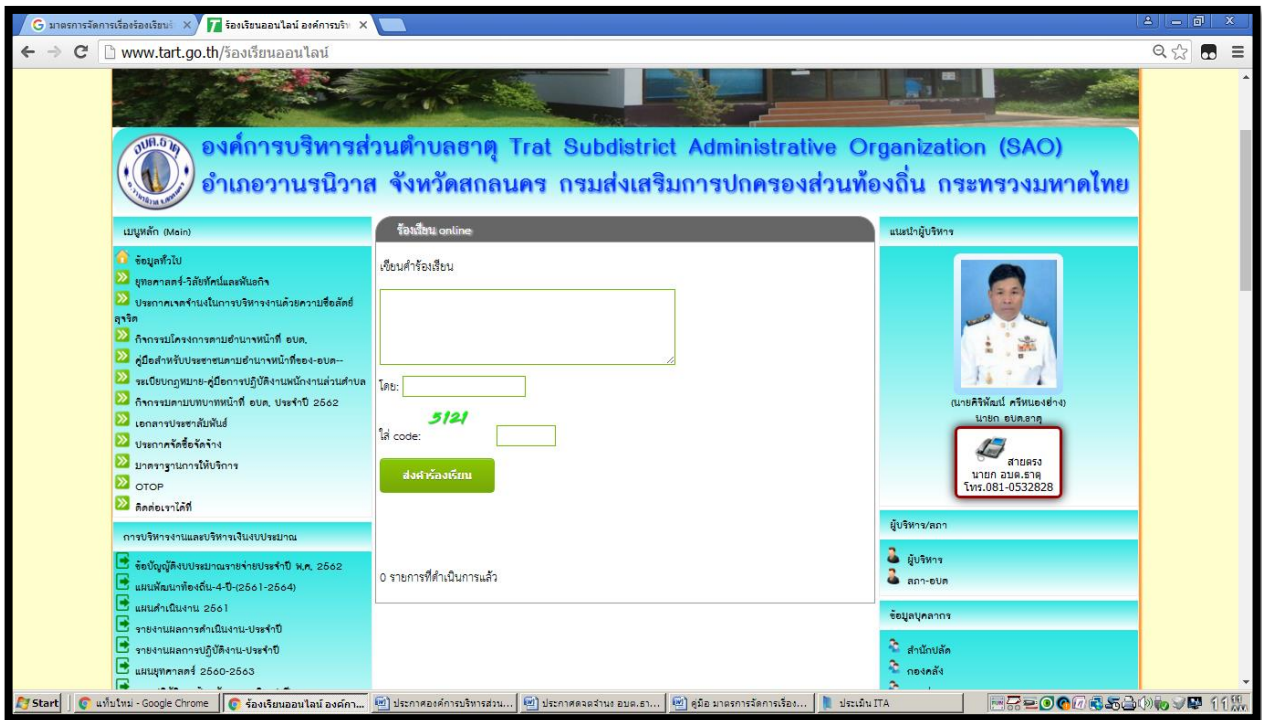 มาตรการจัดการเรื่องร้องเรียน
ร้องเรียนออนไลน์ องค์การบริ
www.tart.go.th/ร้องเรียนออนไลน์
อบต.ธาตุ
องค์การบริหารส่วนตำบลธาตุ Trat Subdistrict Administrative Organization (SAO)
อำเภอวานรนิวาส จังหวัดสกลนคร กรมส่งเสริมการปกครองส่วนท้องถิ่น กระทรวงมหาดไทย
เมนูหลัก (Main)
ข้อมูลทั่วไป
ยุทธศาสตร์-วิสัยทัศน์และพันธกิจ
ประกาศเจตจำนงในการบริหารงานด้วยความซื่อสัตย์
สุจริต
กิจกรรมโครงการตามอำนาจหน้าที่ อบต.
คู่มือสำหรับประชาชนตามอำนาจหน้าที่ของ-อบต--
ระเบียบกฎหมาย-คู่มือการปฏิบัติงานพนักงานส่วนตำบล
กิจกรรมตามบทบาทหน้าที่ อบต. ประจำปี 2562
เอกสารประชาสัมพันธ์
ประกาศจัดซื้อจัดจ้าง
มาตราฐานการให้บริการ
OTOP
ติดต่อเราได้ที่
การบริหารงานและบริหารเงินงบประมาณ
ข้อบัญญัติงบประมาณรายจ่ายประจำปี พ.ศ. 2562
แผนพัฒนาท้องถิ่น-4-ปี-(2561-2564)
แผนดำเนินงาน 2561
รายงานผลการดำเนินงาน-ประจำปี
รายงานผลการปฏิบัติงาน-ประจำปี
แผนยุทศาสตร์ 2560-2563
ร้องเรียน online
เขียนคำร้องเรียน
โดย:
5121
ใส่ code:
ส่งคำร้องเรียน
0 รายการที่ดำเนินการแล้ว
แนะนำผู้บริหาร
(นายศิริพัฒน์ ศรีหนองห้าง)
นายก อบต.ธาตุ
สายตรง
นายก อบต.ธาตุ
โทร.081-0532828
ผู้บริหาร/สภา
ผู้บริหาร
สภา-อบต
ข้อมูลบุคลากร
สำนักปลัด
กองคลัง
Start
แท็บใหม่ - Google Chrome
ร้องเรียนออนไลน์ องค์กา...
ประกาศองค์การบริหารส่วน...
ประกาศเจตจำนง อบต.ธา...
คู่มือ มาตรการจัดการเรื่อง...
ประเมิน ITA